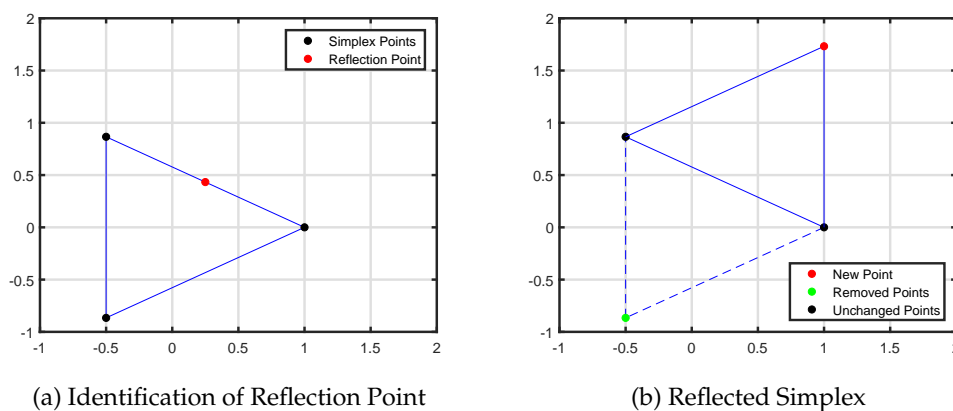 2
1.5
1
0.5
0
-0.5
-1
-1 -0.5 0 0.5 1 1.5 2
Simplex Points
Reflection Point
(a) Identification of Reflection Point
2
1.5
1
0.5
0
-0.5
-1
-1 -0.5 0 0.5 1 1.5 2
New Point
Removed Points
Unchanged Points
(b) Reflected Simplex